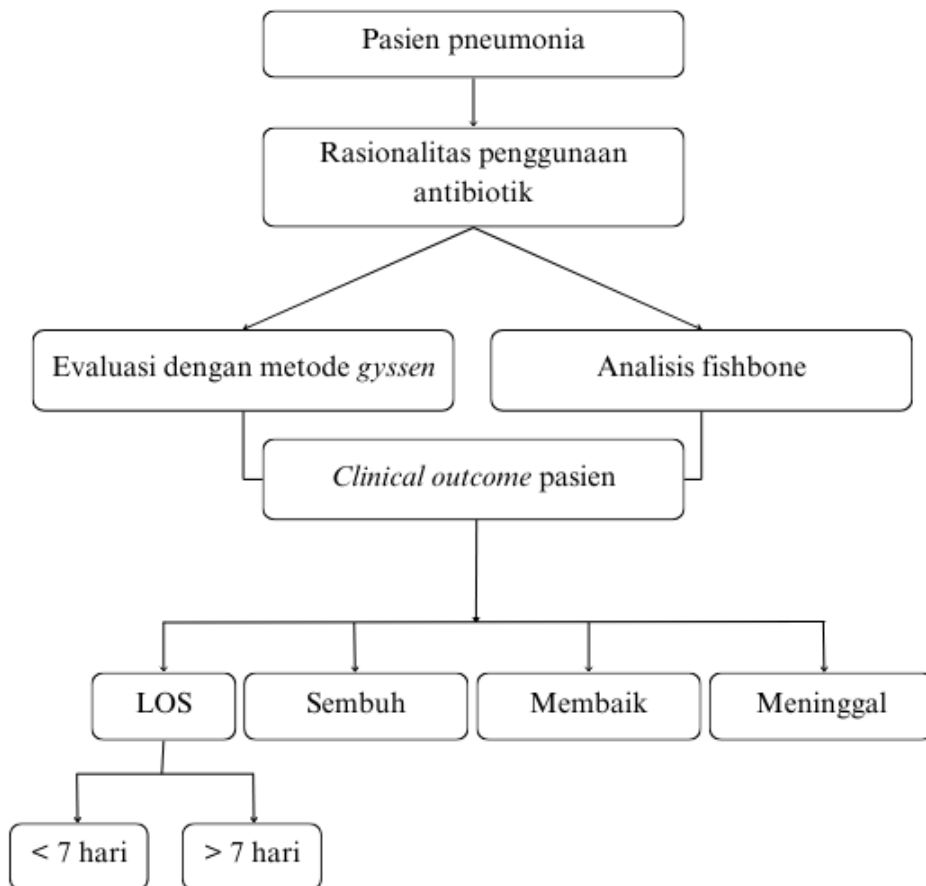 Pasien pneumonia
Rasionalitas penggunaan
antibiotik
Evaluasi dengan metode gyssen
Analisis fishbone
Clinical outcome pasien
LOS
Sembuh
Membaik
Meninggal
< 7 hari
> 7 hari